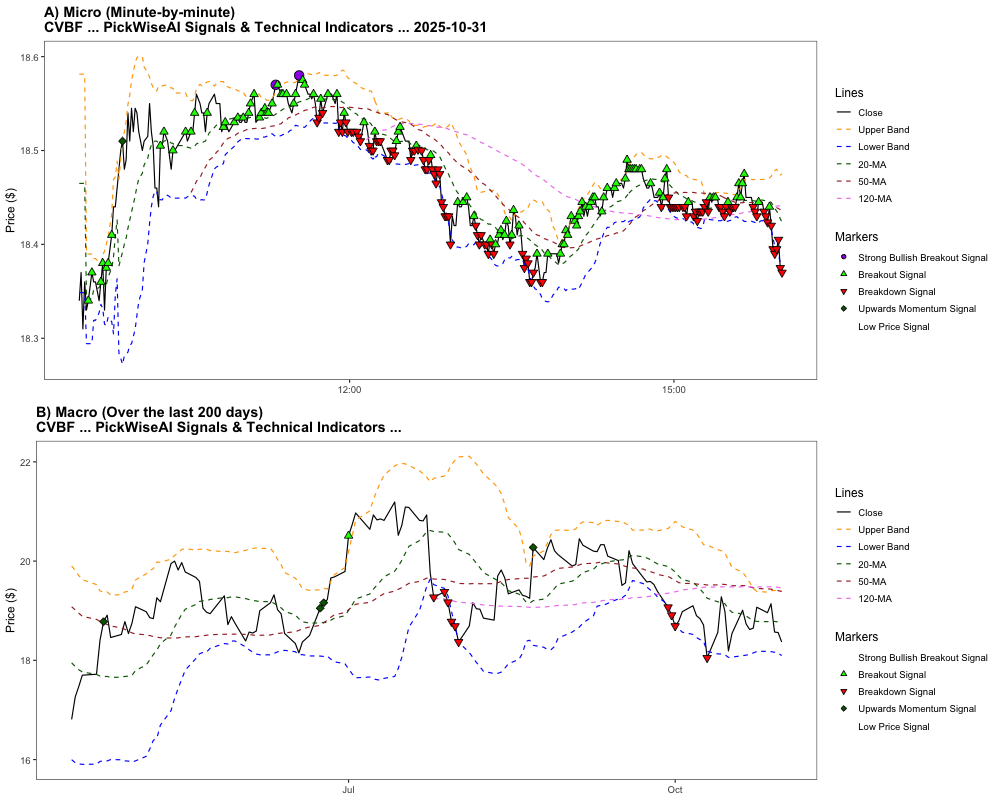 A) Micro (Minute-by-minute)
CVBF ... PickWiseAI Signals & Technical Indicators ... 2025-10-31
Price ($)
18.6
18.5
18.4
18.3
12:00
15:00
Lines
Close
Upper Band
Lower Band
20-MA
50-MA
120-MA
Markers
Strong Bullish Breakout Signal
Breakout Signal
Breakdown Signal
Upwards Momentum Signal
Low Price Signal
B) Macro (Over the last 200 days)
CVBF ... PickWiseAI Signals & Technical Indicators ...
Price ($)
22
20
18
16
Jul
Oct
Lines
Close
Upper Band
Lower Band
20-MA
50-MA
120-MA
Markers
Strong Bullish Breakout Signal
Breakout Signal
Breakdown Signal
Upwards Momentum Signal
Low Price Signal